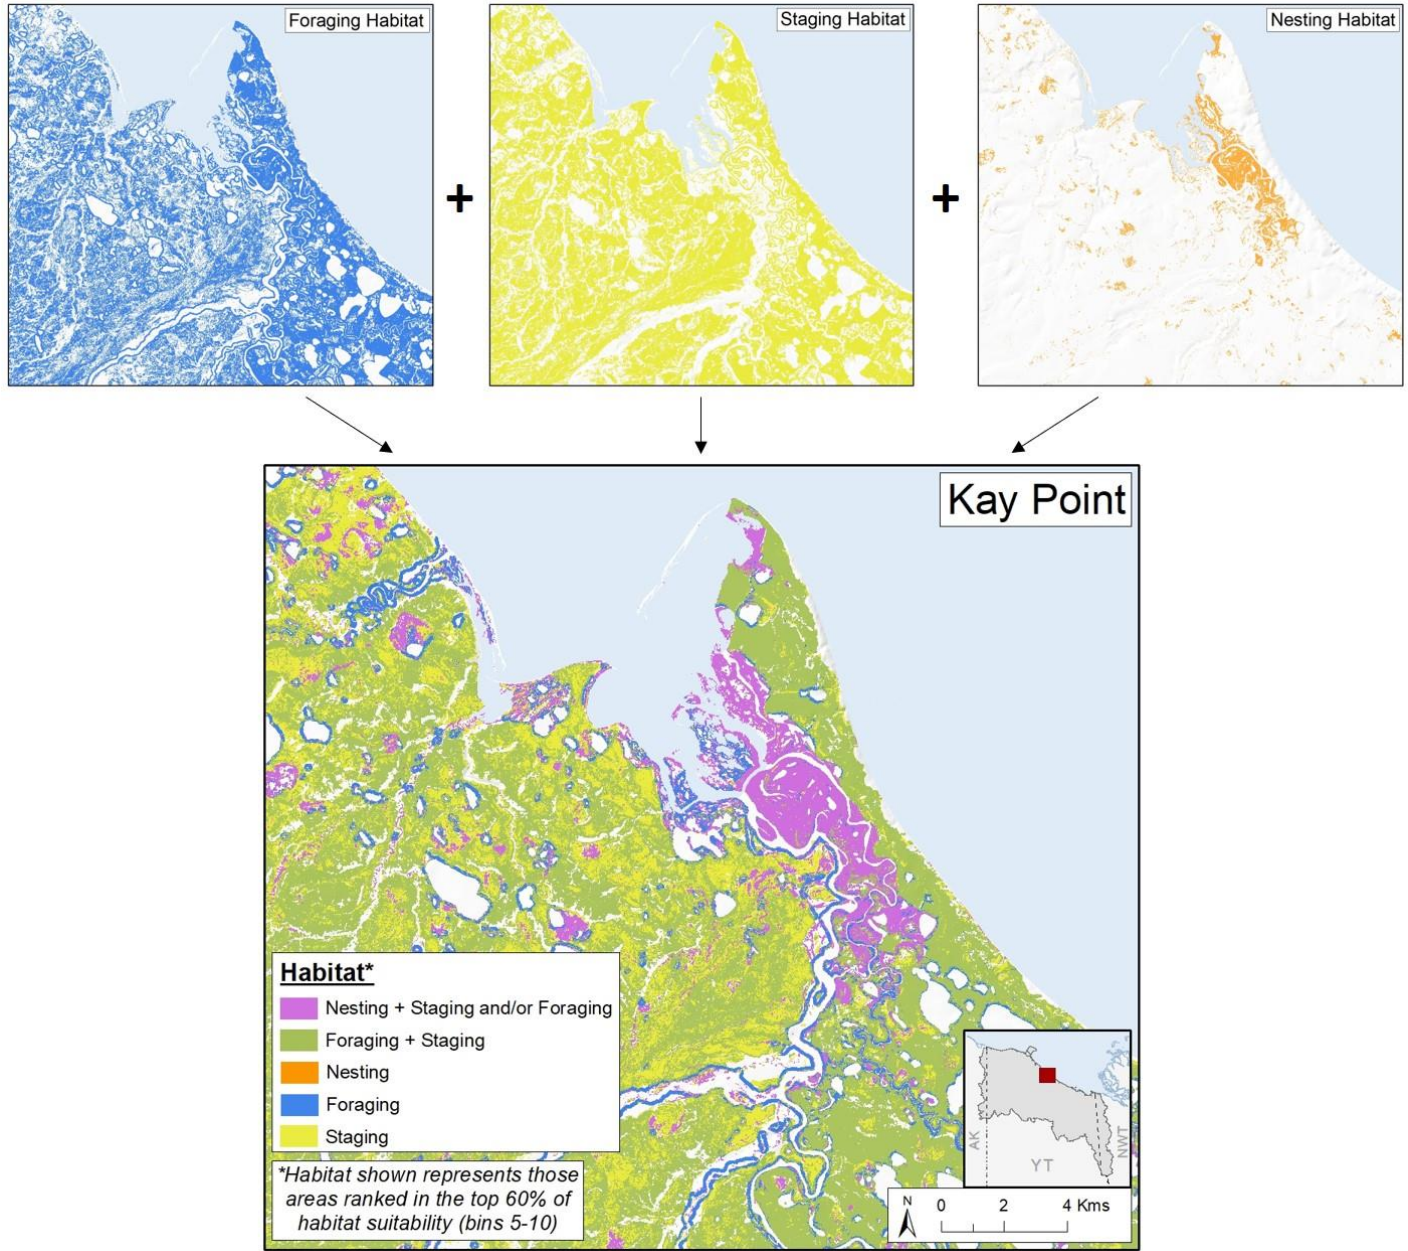 Foraging Habitat
Staging Habitat
Nesting Habitat
+
+
Kay Point
Habitat*
Nesting + Staging and/or Foraging
Foraging + Staging
Nesting
Foraging
Staging
*Habitat shown represents those
areas ranked in the top 60% of
habitat suitability (bins 5-10)
AK
YT
NWT
N
0 2 4 Kms